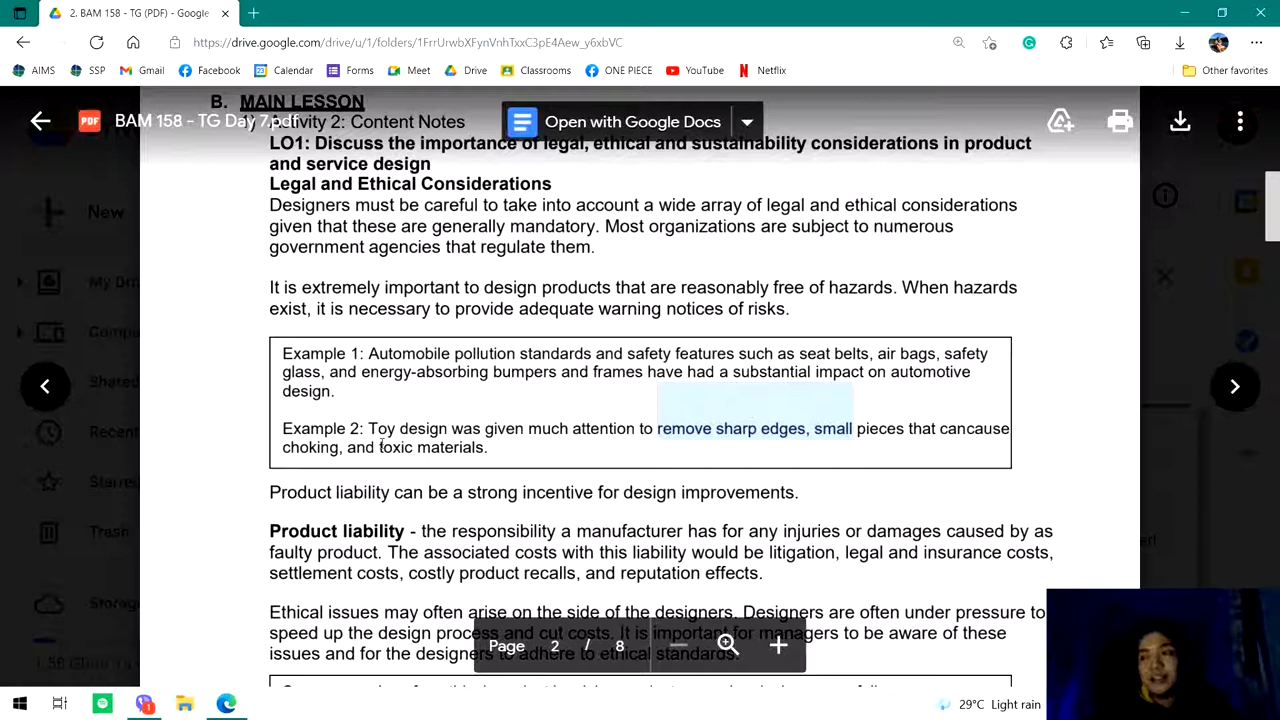 2. BAM 158 - TG (PDF) - Google
https://drive.google.com/drive/u/1/folders/1FrrUrwbXFynVnhTxxC3pE4Aew_y6xbVC
AIMS SSP Gmail Facebook Calendar Forms Meet Drive Classrooms ONE PIECE YouTube Netflix Other favorites
B. MAIN LESSON
BAM 158 - TG Day 7.pdf
Open with Google Docs
Activity 2: Content Notes
LO1: Discuss the importance of legal, ethical and sustainability considerations in product
and service design
Legal and Ethical Considerations
Designers must be careful to take into account a wide array of legal and ethical considerations
given that these are generally mandatory. Most organizations are subject to numerous
government agencies that regulate them.
It is extremely important to design products that are reasonably free of hazards. When hazards
exist, it is necessary to provide adequate warning notices of risks.
Example 1: Automobile pollution standards and safety features such as seat belts, air bags, safety
glass, and energy-absorbing bumpers and frames have had a substantial impact on automotive
design.
Example 2: Toy design was given much attention to remove sharp edges, small pieces that cancause
choking, and toxic materials.
Product liability can be a strong incentive for design improvements.
Product liability - the responsibility a manufacturer has for any injuries or damages caused by as
faulty product. The associated costs with this liability would be litigation, legal and insurance costs,
settlement costs, costly product recalls, and reputation effects.
Ethical issues may often arise on the side of the designers. Designers are often under pressure to
speed up the design process and cut costs. It is important for managers to be aware of these
issues and for the designers to adhere to ethical standards.
Page 2 / 8
New
My Dri
Compu
Shared
Recent
Starre
Trash
Storag
29°C Light rain